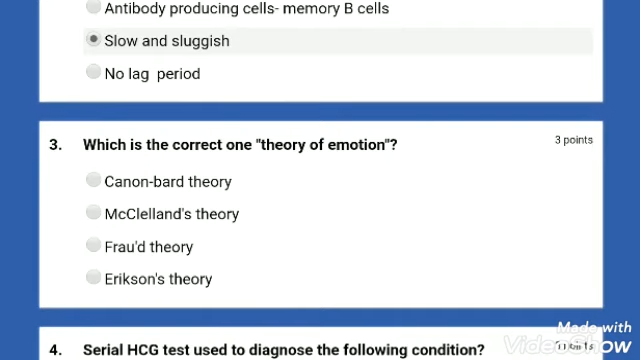 Antibody producing cells- memory B cells
Slow and sluggish
No lag period
3. Which is the correct one "theory of emotion"? 3 points
Canon-bard theory
McClelland's theory
Frau'd theory
Erikson's theory
Made with
VideoShow
4. Serial HCG test used to diagnose the following condition?